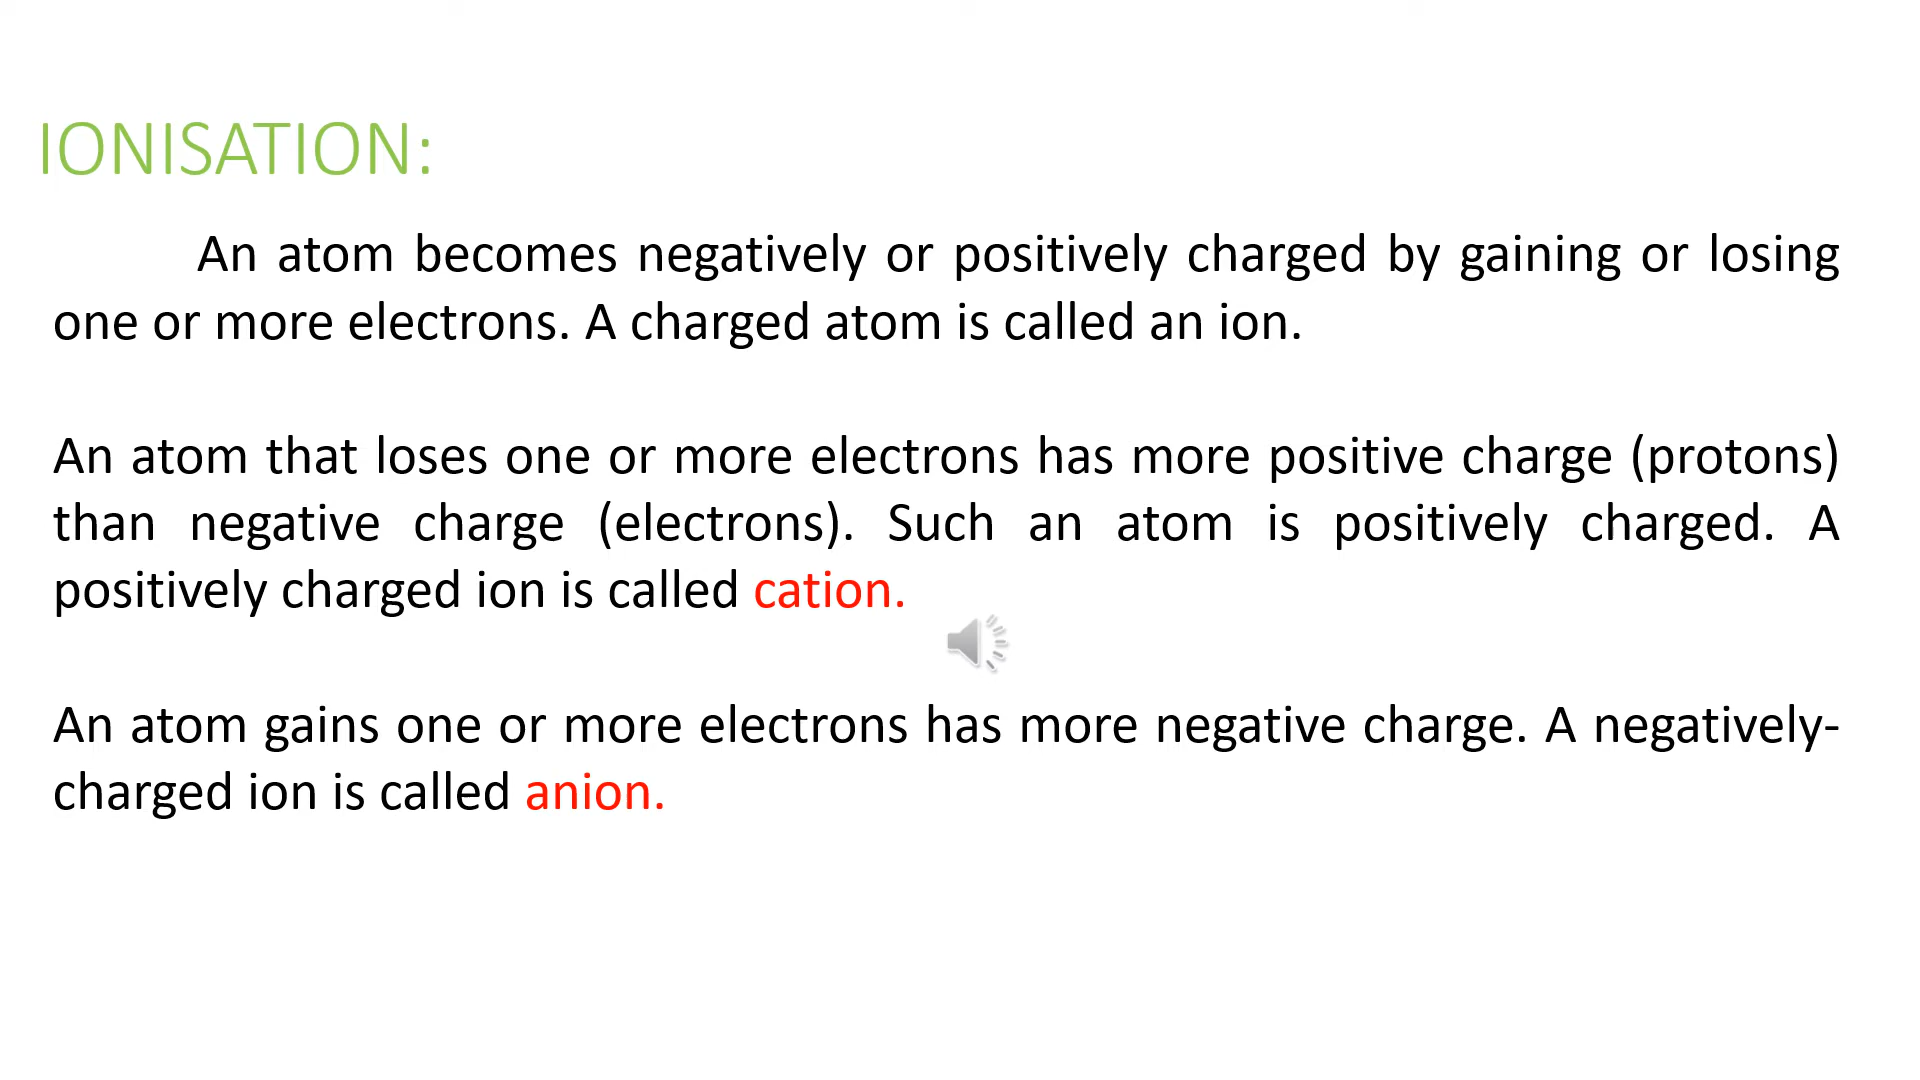 IONISATION:
An atom becomes negatively or positively charged by gaining or losing
one or more electrons. A charged atom is called an ion.
An atom that loses one or more electrons has more positive charge (protons)
than negative charge (electrons). Such an atom is positively charged. A
positively charged ion is called cation.
An atom gains one or more electrons has more negative charge. A negatively-
charged ion is called anion.